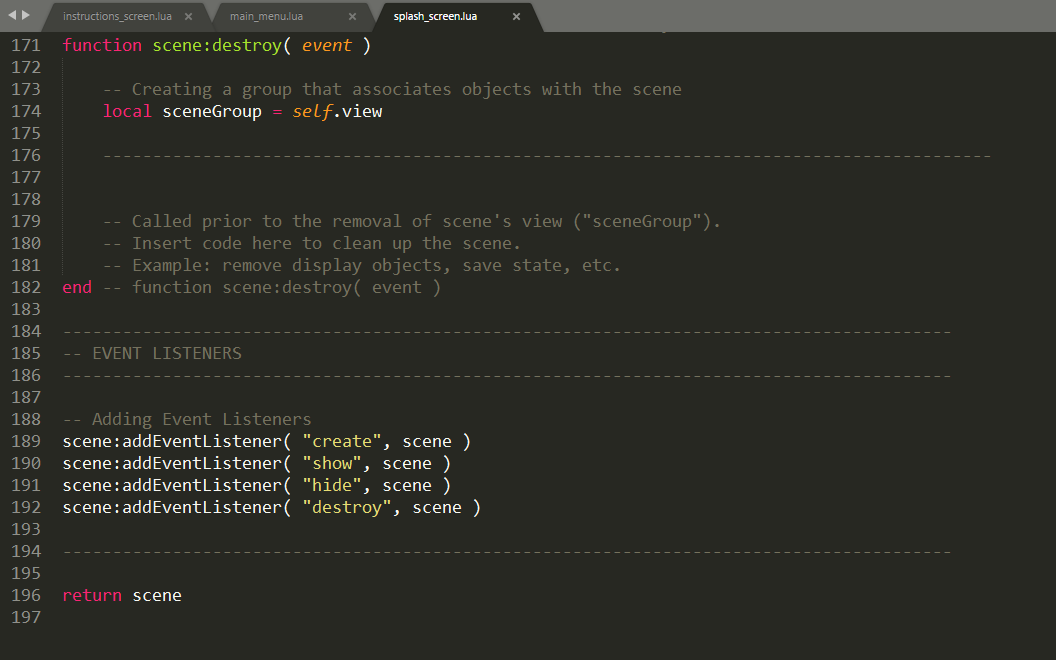 instructions_screen.lua × main_menu.lua × splash_screen.lua ×
171 function scene:destroy( event )
172
173     -- Creating a group that associates objects with the scene
174     local sceneGroup = self.view
175
176     -----------------------------------------------------------------------------------------
177
178
179     -- Called prior to the removal of scene's view ("sceneGroup").
180     -- Insert code here to clean up the scene.
181     -- Example: remove display objects, save state, etc.
182 end -- function scene:destroy( event )
183
184 -----------------------------------------------------------------------------------------
185 -- EVENT LISTENERS
186 -----------------------------------------------------------------------------------------
187
188 -- Adding Event Listeners
189 scene:addEventListener( "create", scene )
190 scene:addEventListener( "show", scene )
191 scene:addEventListener( "hide", scene )
192 scene:addEventListener( "destroy", scene )
193
194 -----------------------------------------------------------------------------------------
195
196 return scene
197